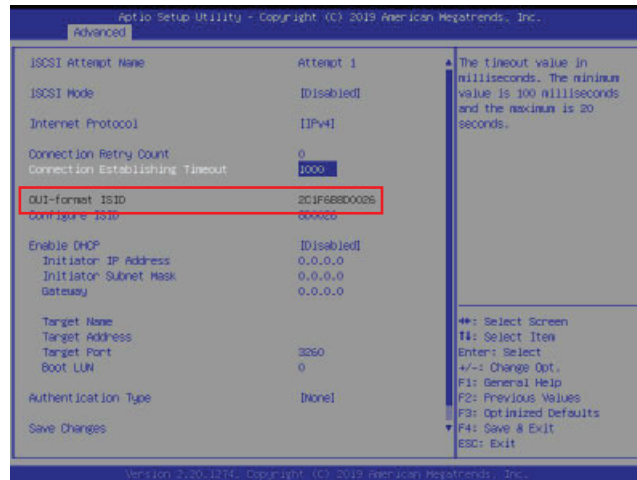 Aptio Setup Utility - Copyright (C) 2019 American Megatrends, Inc.
Advanced
iSCSI Attempt Name Attempt 1
iSCSI Mode [Disabled]
Internet Protocol [IPv4]
Connection Retry Count 0
Connection Establishing Timeout 1000
OUI-format ISID 2C1F6B8D0026
Configure ISID 8D0026
Enable DHCP [Disabled]
Initiator IP Address 0.0.0.0
Initiator Subnet Mask 0.0.0.0
Gateway 0.0.0.0
Target Name
Target Address
Target Port 3260
Boot LUN 0
Authentication Type [None]
Save Changes
The timeout value in
milliseconds. The minimum
value is 100 milliseconds
and the maximum is 20
seconds.
→←: Select Screen
↑↓: Select Item
Enter: Select
+/-: Change Opt.
F1: General Help
F2: Previous Values
F3: Optimized Defaults
F4: Save & Exit
ESC: Exit
Version 2.20.1274. Copyright (C) 2019 American Megatrends, Inc.